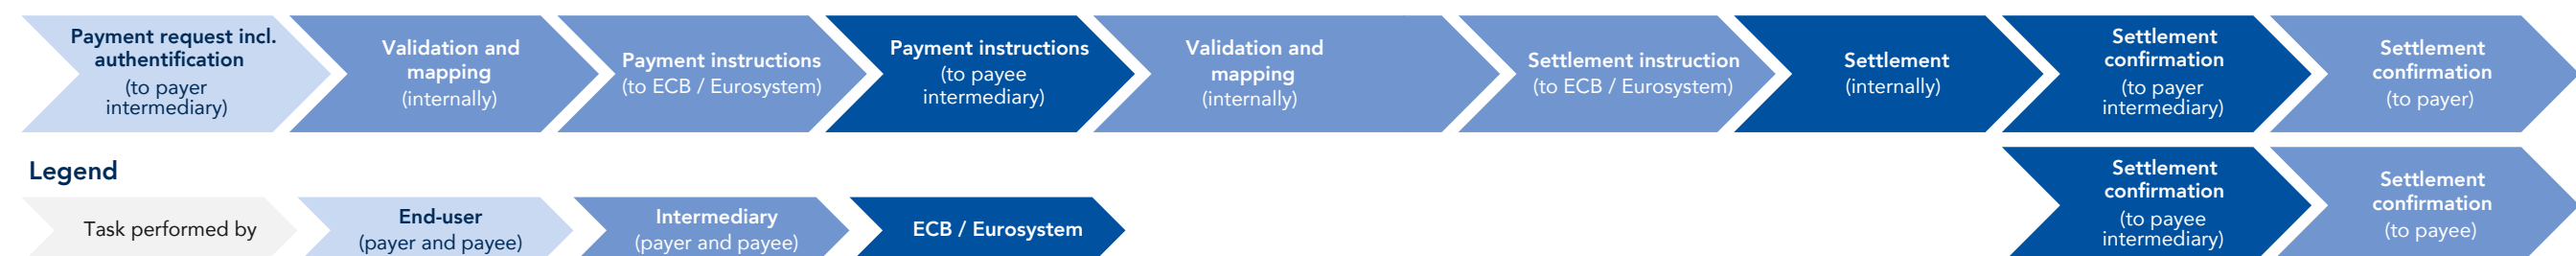 Payment request incl.
authentification
(to payer
intermediary)
Validation and
mapping
(internally)
Payment instructions
(to ECB / Eurosystem)
Payment instructions
(to payee
intermediary)
Validation and
mapping
(internally)
Settlement instruction
(to ECB / Eurosystem)
Settlement
(internally)
Settlement
confirmation
(to payer
intermediary)
Settlement
confirmation
(to payer)
Settlement
confirmation
(to payee
intermediary)
Settlement
confirmation
(to payee)
Legend
Task performed by
End-user
(payer and payee)
Intermediary
(payer and payee)
ECB / Eurosystem